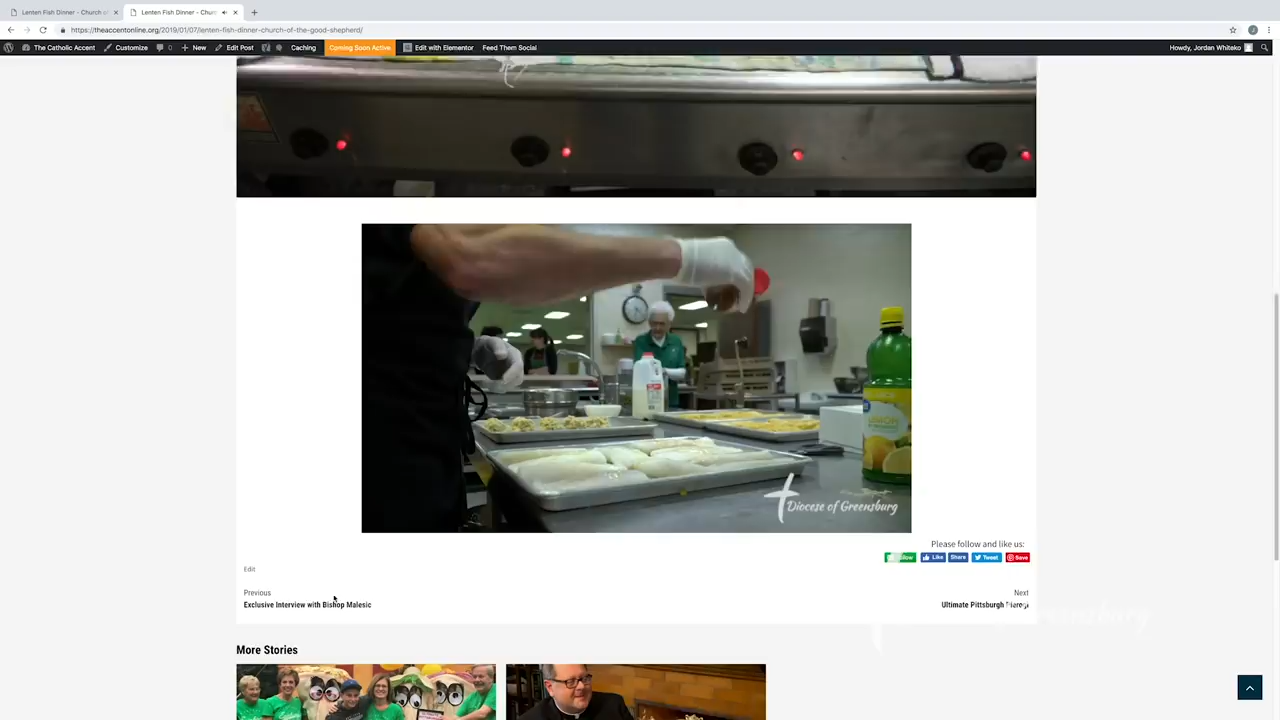 Lenten Fish Dinner - Church of
Lenten Fish Dinner - Churc
https://theaccentonline.org/2019/01/07/lenten-fish-dinner-church-of-the-good-shepherd/
The Catholic Accent
Customize
0
New
Edit Post
Caching
Coming Soon Active
Edit with Elementor
Feed Them Social
Howdy, Jordan Whiteko
Diocese of Greensburg
Please follow and like us:
Follow
Like
Share
Tweet
Save
Edit
Previous
Next
Exclusive Interview with Bishop Malesic
Ultimate Pittsburgh
More Stories